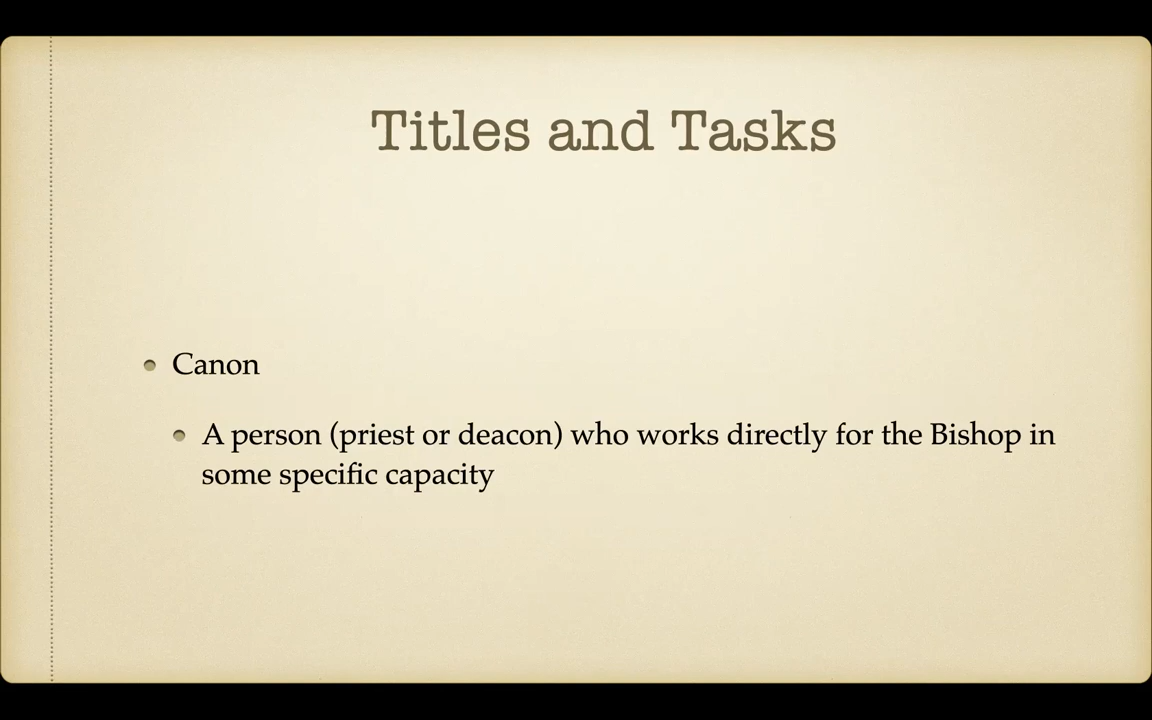 Titles and Tasks
Canon
A person (priest or deacon) who works directly for the Bishop in
some specific capacity